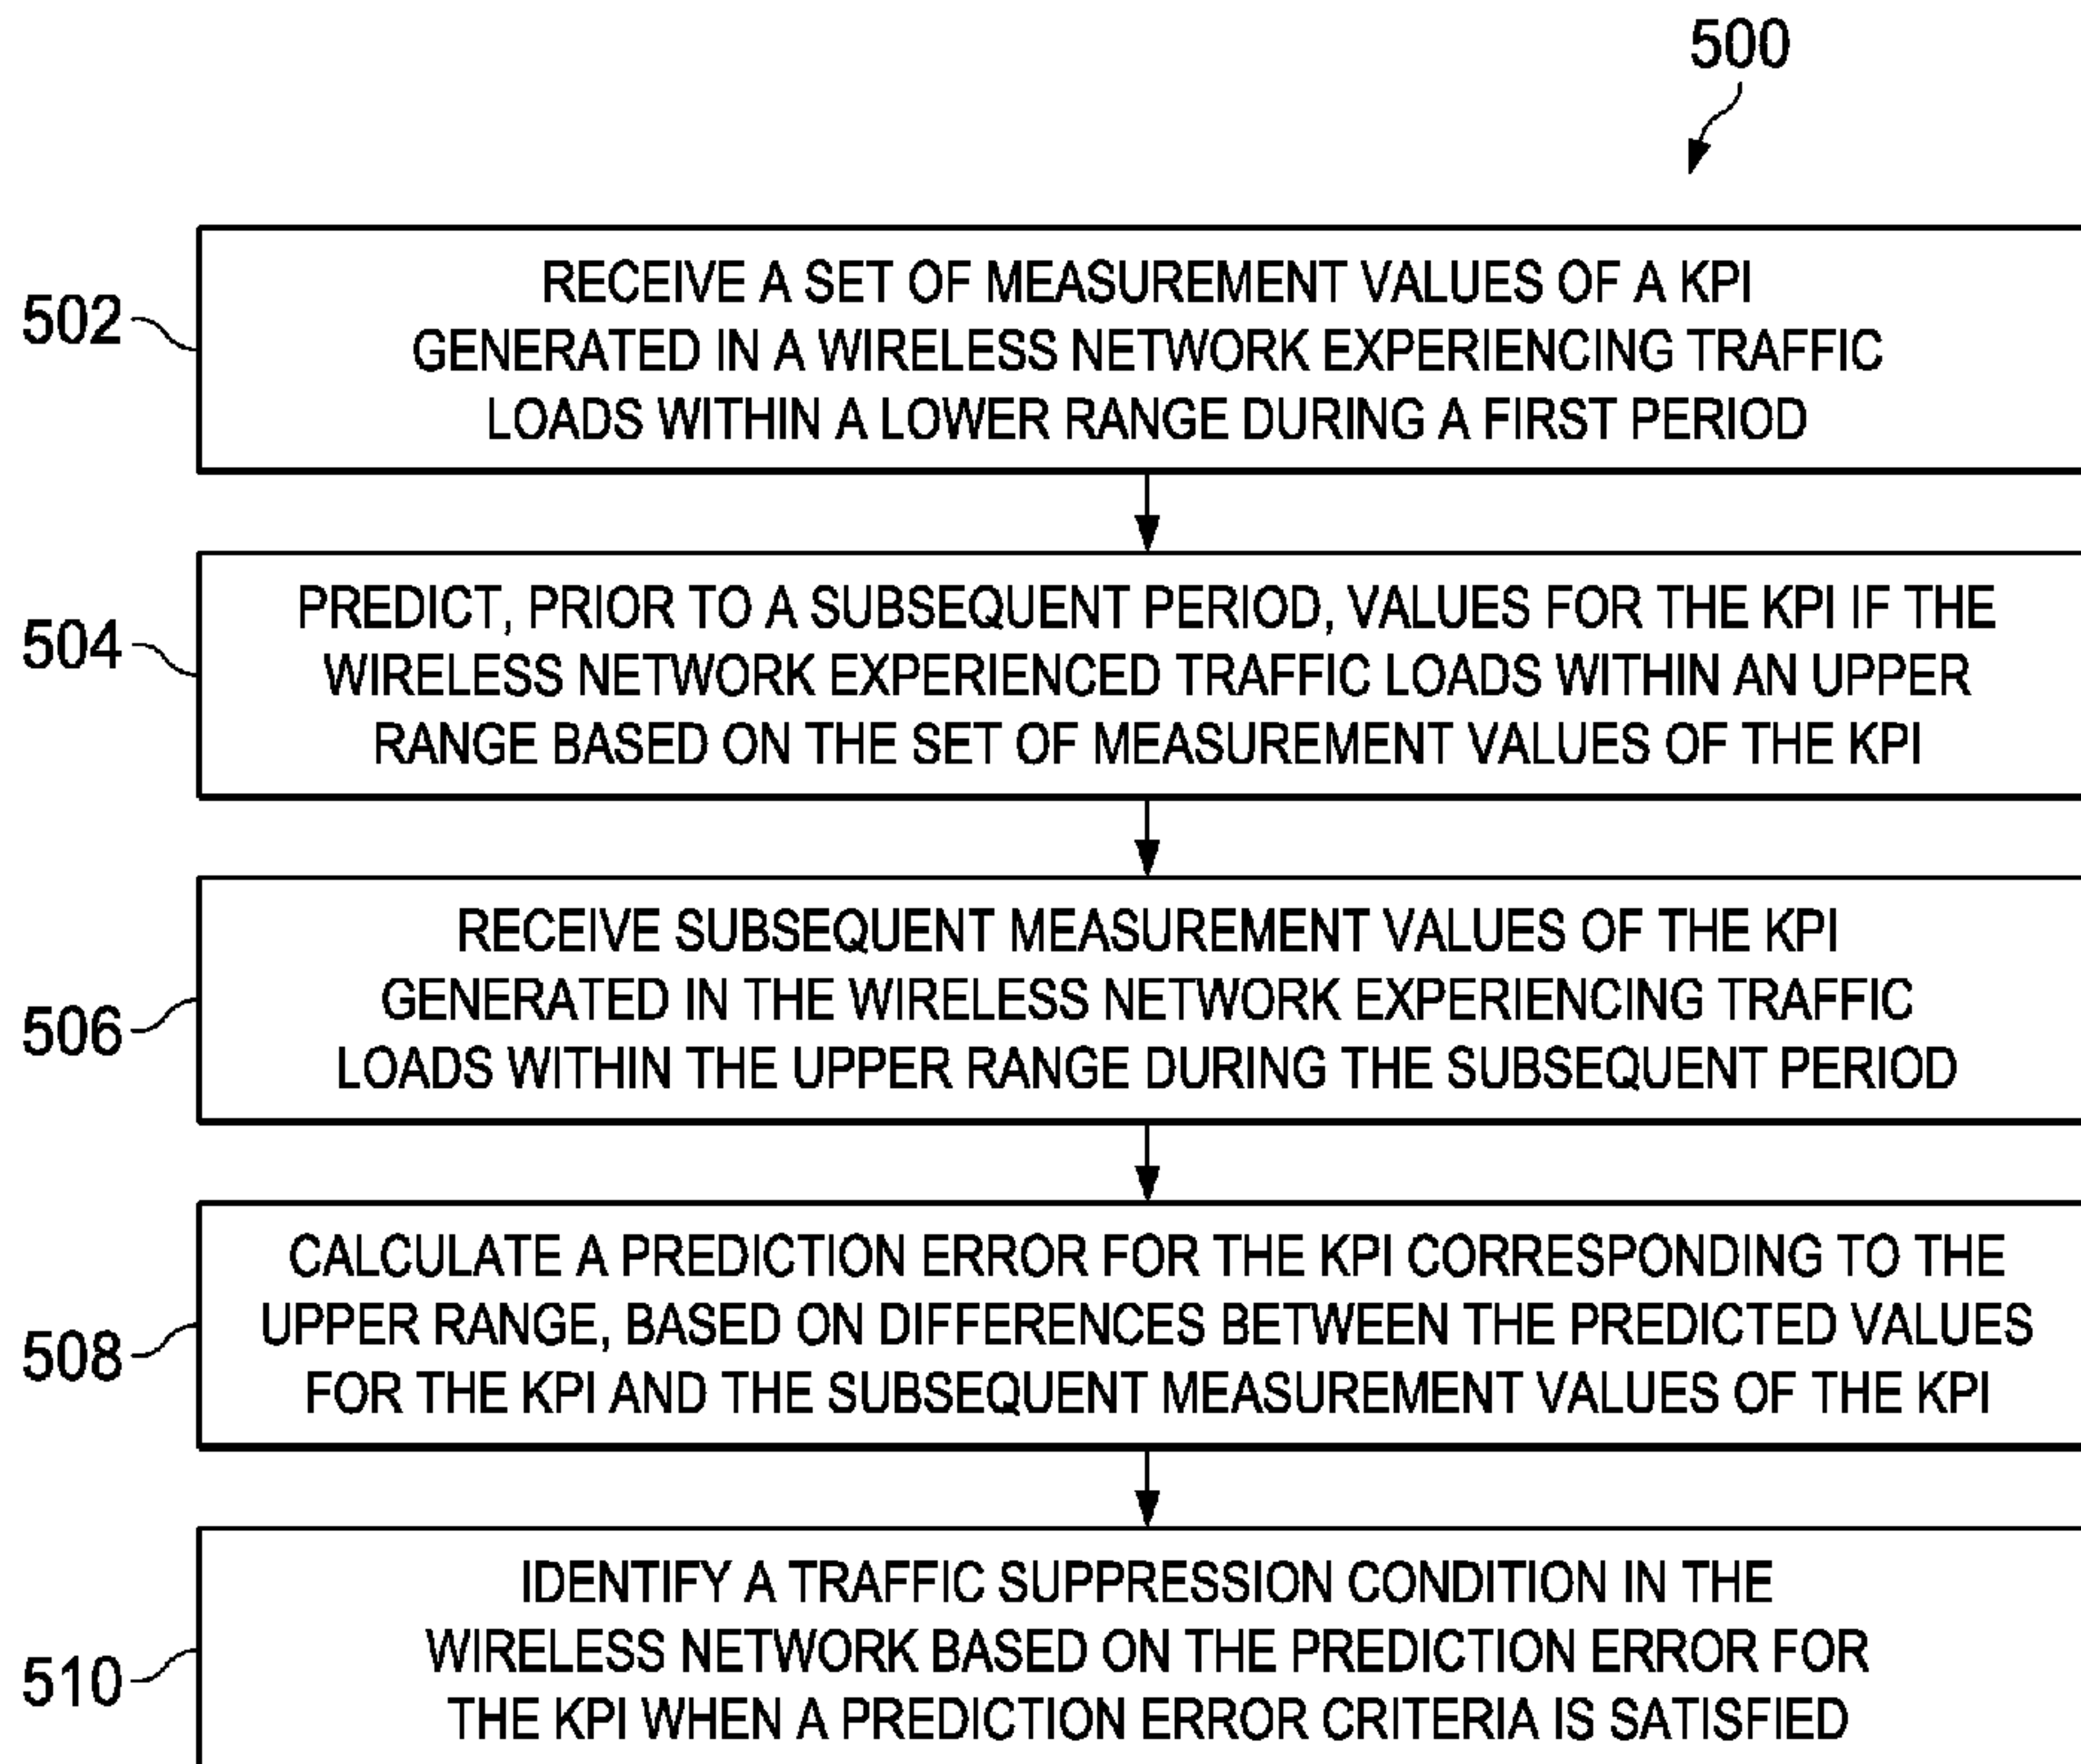 500
502
RECEIVE A SET OF MEASUREMENT VALUES OF A KPI
GENERATED IN A WIRELESS NETWORK EXPERIENCING TRAFFIC
LOADS WITHIN A LOWER RANGE DURING A FIRST PERIOD
504
PREDICT, PRIOR TO A SUBSEQUENT PERIOD, VALUES FOR THE KPI IF THE
WIRELESS NETWORK EXPERIENCED TRAFFIC LOADS WITHIN AN UPPER
RANGE BASED ON THE SET OF MEASUREMENT VALUES OF THE KPI
506
RECEIVE SUBSEQUENT MEASUREMENT VALUES OF THE KPI
GENERATED IN THE WIRELESS NETWORK EXPERIENCING TRAFFIC
LOADS WITHIN THE UPPER RANGE DURING THE SUBSEQUENT PERIOD
508
CALCULATE A PREDICTION ERROR FOR THE KPI CORRESPONDING TO THE
UPPER RANGE, BASED ON DIFFERENCES BETWEEN THE PREDICTED VALUES
FOR THE KPI AND THE SUBSEQUENT MEASUREMENT VALUES OF THE KPI
510
IDENTIFY A TRAFFIC SUPPRESSION CONDITION IN THE
WIRELESS NETWORK BASED ON THE PREDICTION ERROR FOR
THE KPI WHEN A PREDICTION ERROR CRITERIA IS SATISFIED